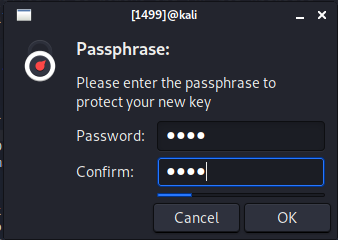 [1499]@kali
Passphrase:
Please enter the passphrase to
protect your new key
Password: ●●●●
Confirm: ●●●●
Cancel OK